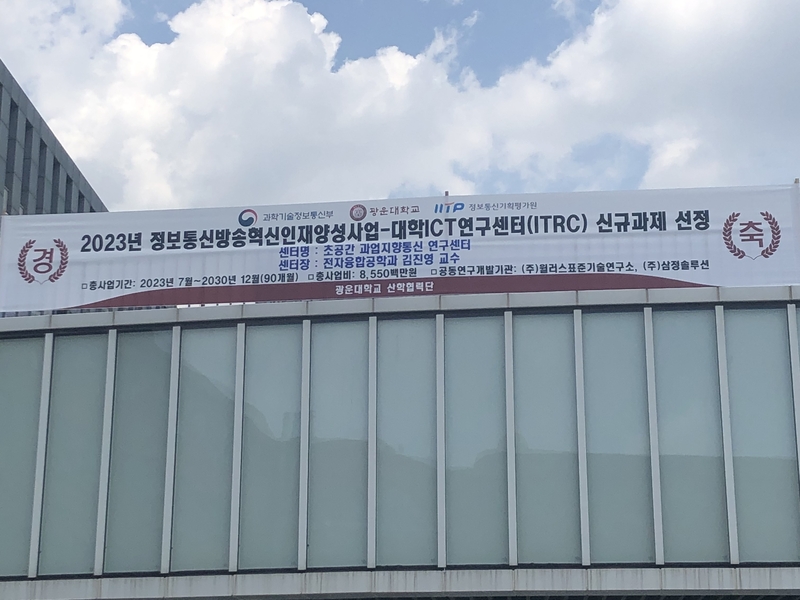 과학기술정보통신부 광운대학교 IITP 정보통신기획평가원
경 2023년 정보통신방송혁신인재양성사업-대학ICT연구센터(ITRC) 신규과제 선정 축
센터명 : 초공간 과업지향통신 연구센터
센터장 : 전자융합공학과 김진영 교수
□총사업기간: 2023년 7월~2030년 12월(90개월) □총사업비: 8,550백만원 □공동연구개발기관: (주)윌러스표준기술연구소, (주)삼정솔루션
광운대학교 산학협력단